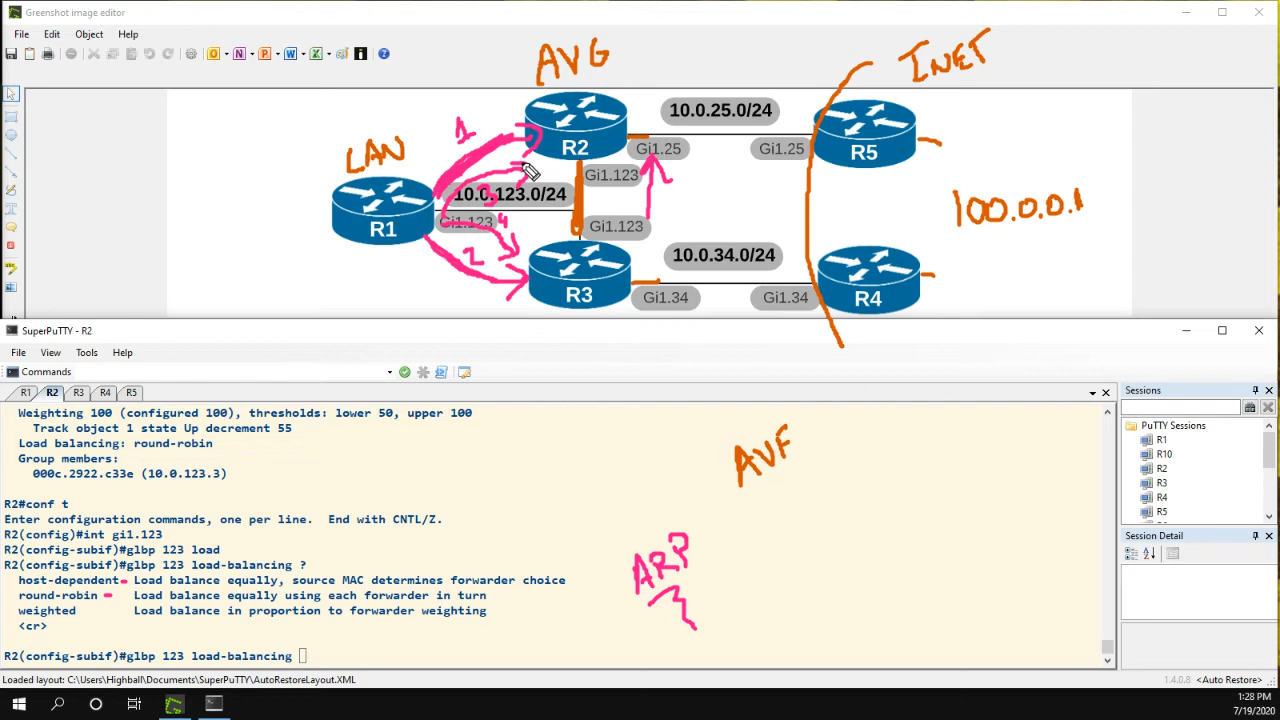 Greenshot image editor
File Edit Object Help
AVG
INET
LAN
1
2
3
4
10.0.25.0/24
R2
Gi1.25
Gi1.25
R5
Gi1.123
10.0.123.0/24
R1
Gi1.123
Gi1.123
100.0.0.1
10.0.34.0/24
R3
Gi1.34
Gi1.34
R4
SuperPuTTY - R2
File View Tools Help
Commands
R1 R2 R3 R4 R5
Weighting 100 (configured 100), thresholds: lower 50, upper 100
Track object 1 state Up decrement 55
Load balancing: round-robin
Group members:
000c.2922.c33e (10.0.123.3)
R2#conf t
Enter configuration commands, one per line. End with CNTL/Z.
R2(config)#int gi1.123
R2(config-subif)#glbp 123 load
R2(config-subif)#glbp 123 load-balancing ?
host-dependent Load balance equally, source MAC determines forwarder choice
round-robin Load balance equally using each forwarder in turn
weighted Load balance in proportion to forwarder weighting
<cr>
R2(config-subif)#glbp 123 load-balancing
AVF
ARP
Sessions
PuTTY Sessions
R1
R10
R2
R3
R4
R5
Session Detail
Loaded layout: C:\Users\Highball\Documents\SuperPuTTY\AutoRestoreLayout.XML
1.4.0.8 <Auto Restore>
1:28 PM
7/19/2020